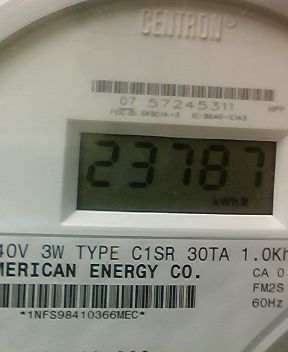 CENTRON
07 57245311
23787
kWh
40V 3W TYPE C1SR 30TA 1.0Kh
MERICAN ENERGY CO.
CA 0
FM2S
60Hz
*1NFS98410366MEC*